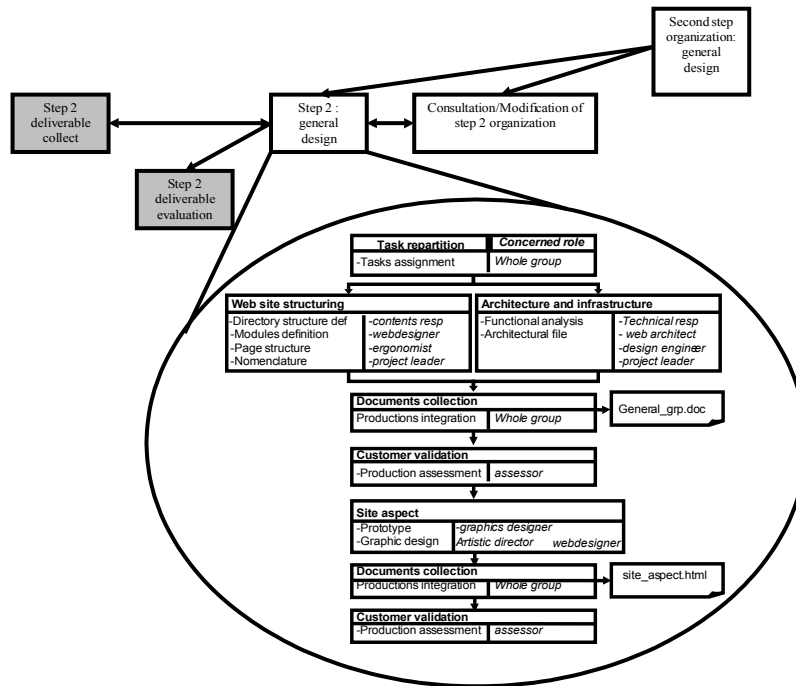 Second step
organization:
general
design
Step 2
deliverable
collect
Step 2 :
general
design
Consultation/Modification of
step 2 organization
Step 2
deliverable
evaluation
Task repartition Concerned role
-Tasks assignment Whole group
Web site structuring
-Directory structure def -contents resp
-Modules definition -webdesigner
-Page structure -ergonomist
-Nomenclature -project leader
Architecture and infrastructure
-Functional analysis -Technical resp
-Architectural file - web architect
-design engineer
-project leader
Documents collection
Productions integration Whole group
General_grp.doc
Customer validation
-Production assessment assessor
Site aspect
-Prototype -graphics designer
-Graphic design Artistic director webdesigner
Documents collection
Productions integration Whole group
site_aspect.html
Customer validation
-Production assessment assessor